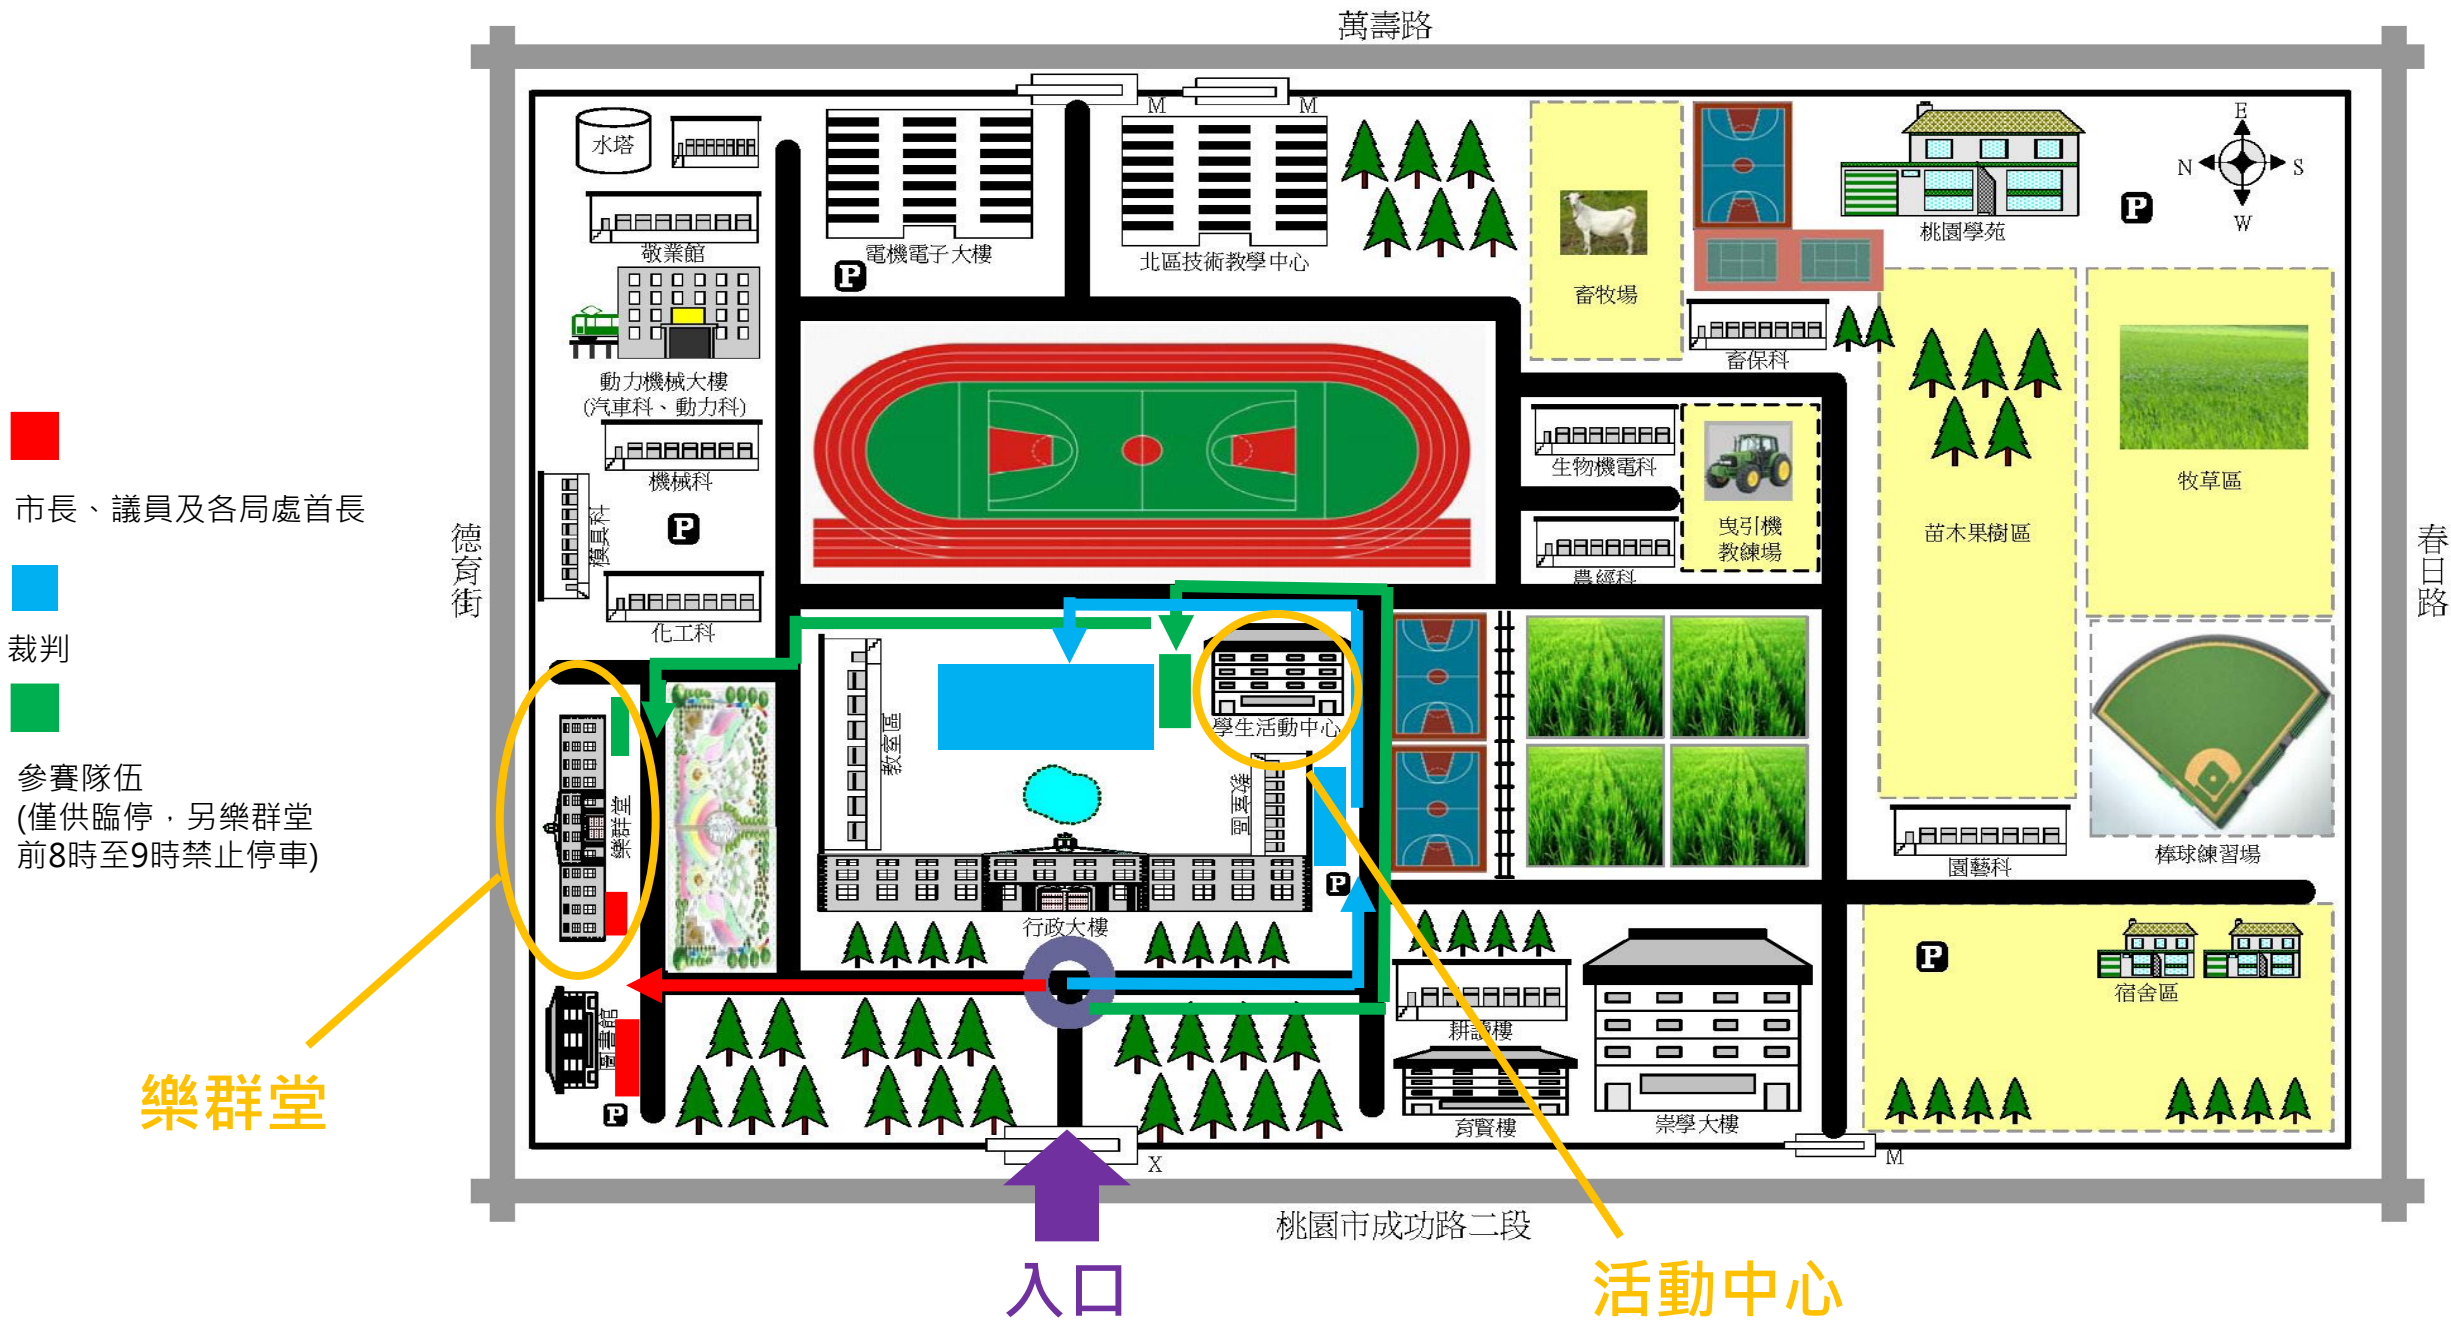 萬壽路
M
M
水塔
E
N
S
W
P
敬業館
電機電子大樓
P
北區技術教學中心
桃園學苑
畜牧場
畜保科
動力機械大樓
(汽車科、動力科)
機械科
生物機電科
牧草區
市長、議員及各局處首長
模具科
P
曳引機
教練場
苗木果樹區
德育街
春日路
農經科
化工科
裁判
教室區
學生活動中心
參賽隊伍
(僅供臨停，另樂群堂
前8時至9時禁止停車)
樂群堂
教室區
園藝科
棒球練習場
P
行政大樓
P
宿舍區
耕讀樓
圖書館
P
樂群堂
育賢樓
崇學大樓
X
M
桃園市成功路二段
入口
活動中心